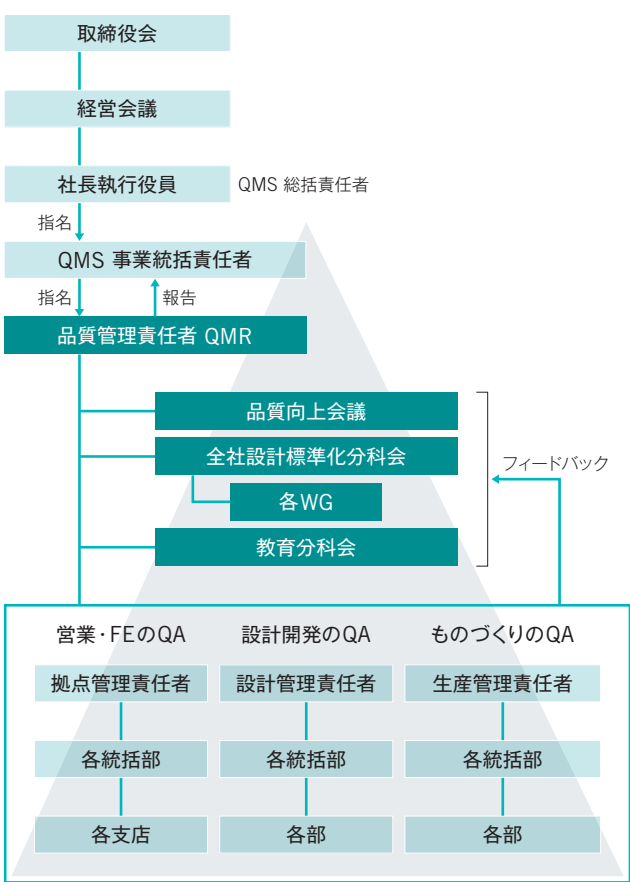 取締役会
経営会議
社長執行役員
QMS 総括責任者
指名
QMS 事業統括責任者
指名
報告
品質管理責任者 QMR
品質向上会議
全社設計標準化分科会
各WG
教育分科会
フィードバック
営業・FEのQA
設計開発のQA
ものづくりのQA
拠点管理責任者
設計管理責任者
生産管理責任者
各統括部
各統括部
各統括部
各支店
各部
各部